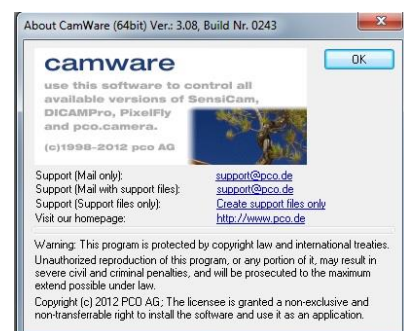 About CamWare (64bit) Ver.: 3.08, Build Nr. 0243
OK
camware
use this software to control all
available versions of SensiCam,
DICAMPro, PixelFly
and pco.camera.
(c)1998-2012 pco AG
Support (Mail only): support@pco.de
Support (Mail with support files): support@pco.de
Support (Support files only): Create support files only
Visit our homepage: http://www.pco.de
Warning: This program is protected by copyright law and international treaties.
Unauthorized reproduction of this program, or any portion of it, may result in
severe civil and criminal penalties, and will be prosecuted to the maximum
extend possible under law.
Copyright (c) 2012 PCO AG; The licensee is granted a non-exclusive and
non-transferrable right to install the software and use it as an application.